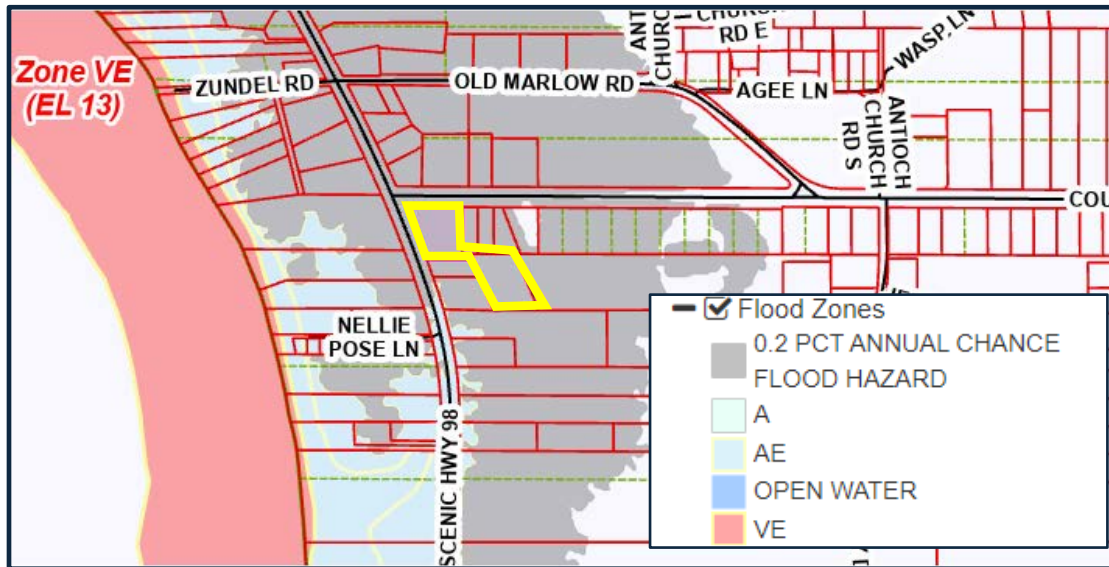 CHURCH
RD E
ANTI
CHURCH
WASP. LN
Zone VE
(EL 13)
ZUNDEL RD
OLD MARLOW RD
AGEE LN
ANTIOCH
CHURCH
RD S
COU
NELLIE
POSE LN
SCENIC HWY 98
Flood Zones
0.2 PCT ANNUAL CHANCE
FLOOD HAZARD
A
AE
OPEN WATER
VE